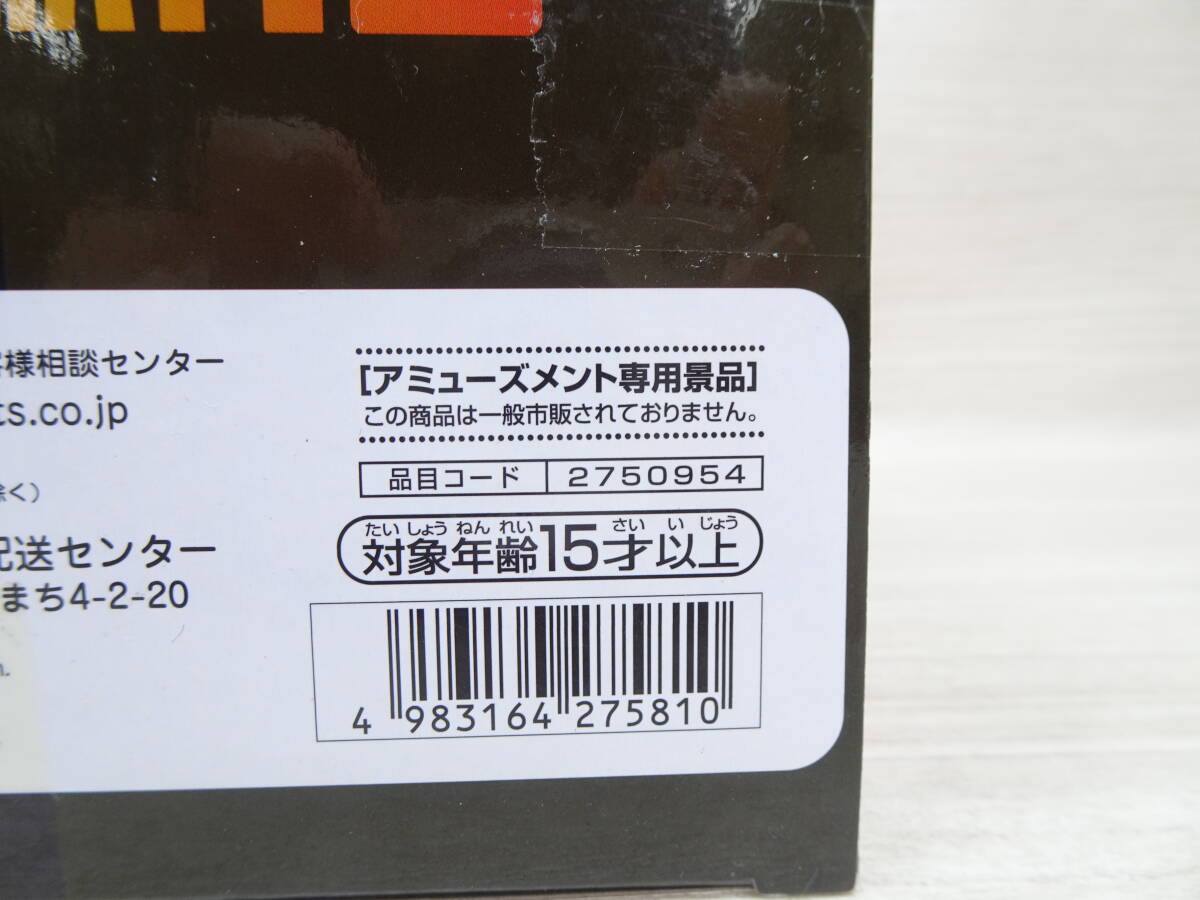 様相談センター
ts.co.jp
除く)
配送センター
まち4-2-20
[アミューズメント専用景品]
この商品は一般市販されておりません。
品目コード 2750954
たいしょうねんれい さいいじょう
対象年齢15才以上
4 983164 275810